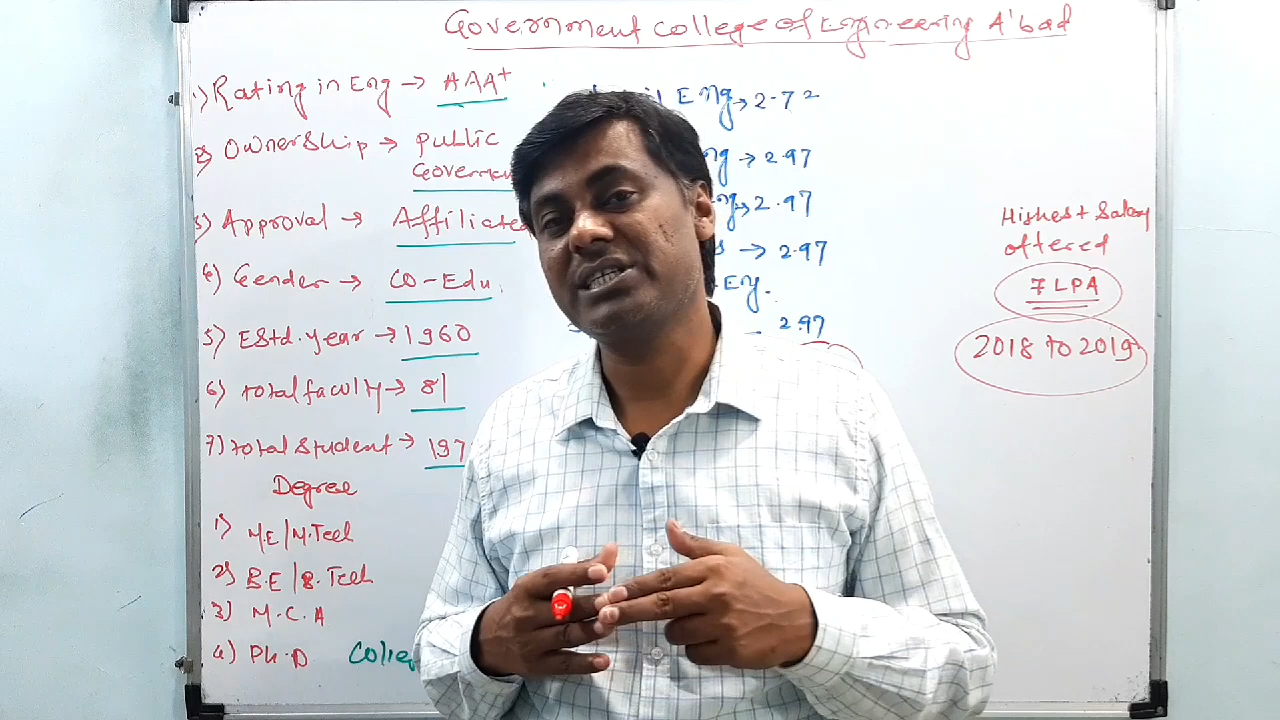 Government College of Engineering A'bad
1) Rating in Eng → AAA+
2) Ownership → public
Governmen
3) Approval → Affiliated
4) Gender → CO-Edu.
5) EStd. year → 1960
6) total faculty → 81
7) total Student → 197
Degree
1) M.E/M.Tech
2) B.E/B.Tech
3) M.C.A
4) Ph.D
Eng → 2.72
ng → 2.97
→ 2.97
→ 2.97
Eng.
2.97
Highest Salary
offered
7 LPA
2018 to 2019